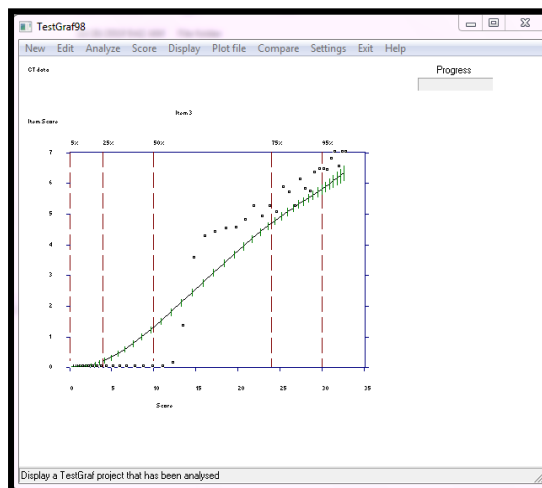 TestGraf98
New Edit Analyze Score Display Plot file Compare Settings Exit Help
CT data
Progress
Item 3
Item Score
5% 25% 50% 75% 95%
7
6
5
4
3
2
1
0
0 5 10 15 20 25 30 35
Score
Display a TestGraf project that has been analysed